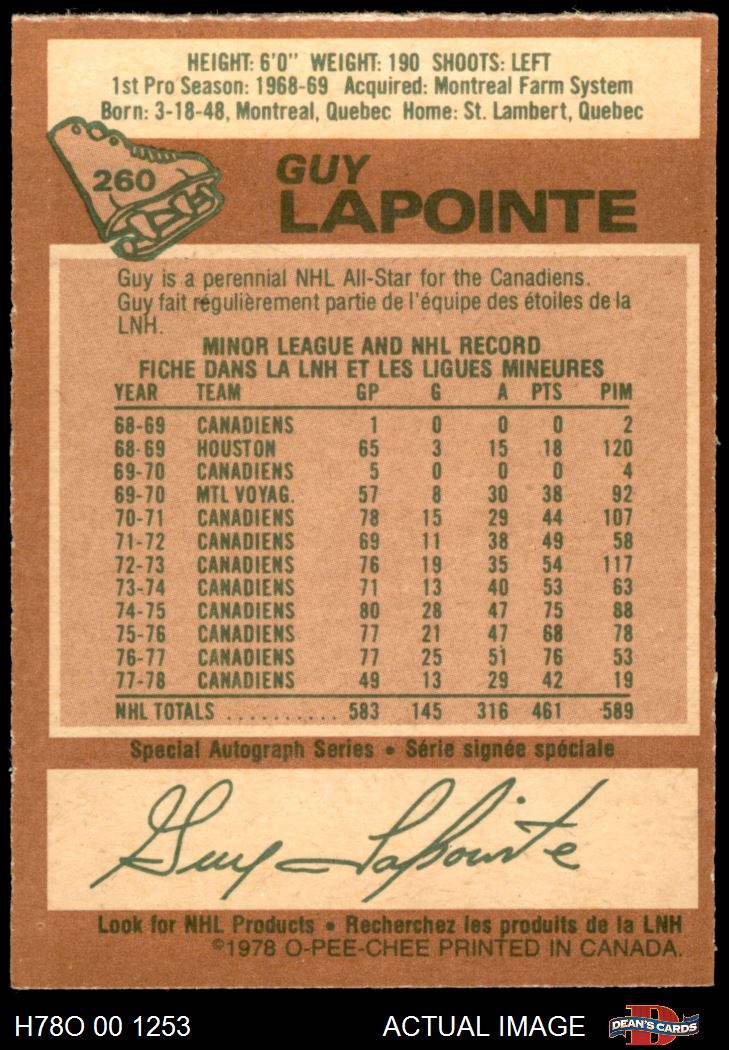 HEIGHT: 6'0" WEIGHT: 190 SHOOTS: LEFT
1st Pro Season: 1968-69 Acquired: Montreal Farm System
Born: 3-18-48, Montreal, Quebec Home: St. Lambert, Quebec
260
GUY
LAPOINTE
Guy is a perennial NHL All-Star for the Canadiens.
Guy fait régulièrement partie de l'équipe des étoiles de la
LNH.
MINOR LEAGUE AND NHL RECORD
FICHE DANS LA LNH ET LES LIGUES MINEURES
YEAR TEAM GP G A PTS PIM
68-69 CANADIENS 1 0 0 0 2
68-69 HOUSTON 65 3 15 18 120
69-70 CANADIENS 5 0 0 0 4
69-70 MTL VOYAG. 57 8 30 38 92
70-71 CANADIENS 78 15 29 44 107
71-72 CANADIENS 69 11 38 49 58
72-73 CANADIENS 76 19 35 54 117
73-74 CANADIENS 71 13 40 53 63
74-75 CANADIENS 80 28 47 75 88
75-76 CANADIENS 77 21 47 68 78
76-77 CANADIENS 77 25 51 76 53
77-78 CANADIENS 49 13 29 42 19
NHL TOTALS .......... 583 145 316 461 589
Special Autograph Series • Série signée spéciale
Guy Lapointe
Look for NHL Products • Recherchez les produits de la LNH
©1978 O-PEE-CHEE PRINTED IN CANADA.
H78O 00 1253 ACTUAL IMAGE D DEAN'S CARDS